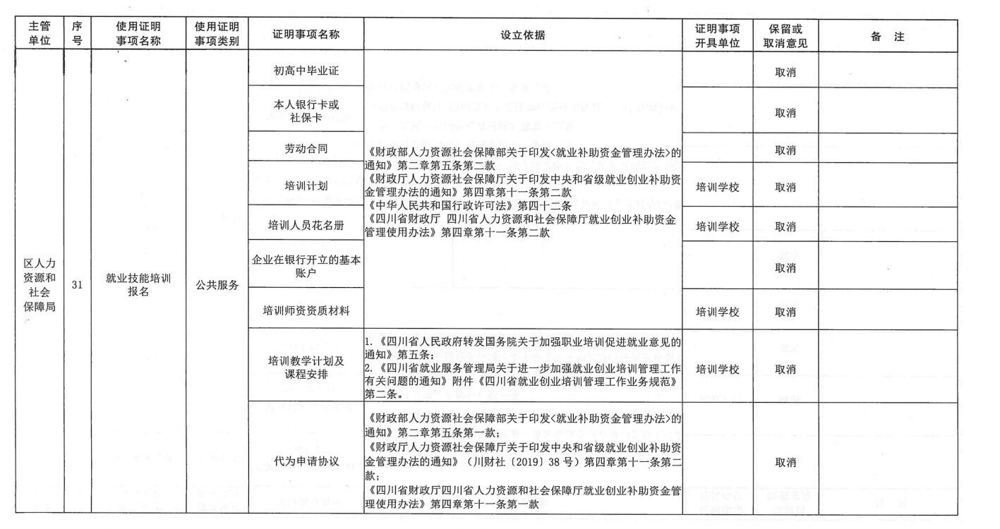 主管
单位
序
号
使用证明
事项名称
使用证明
事项类别
证明事项名称
设立依据
证明事项
开具单位
保留或
取消意见
备 注
区人力
资源和
社会
保障局
31
就业技能培训
报名
公共服务
初高中毕业证
取消
本人银行卡或
社保卡
取消
劳动合同
取消
培训计划
培训学校
取消
培训人员花名册
培训学校
取消
企业在银行开立的基本
账户
取消
培训师资资质材料
培训学校
取消
《财政部人力资源社会保障部关于印发<就业补助资金管理办法>的
通知》第二章第五条第二款
《财政厅人力资源社会保障厅关于印发中央和省级就业创业补助资
金管理办法的通知》第四章第十一条第二款
《中华人民共和国行政许可法》第四十二条
《四川省财政厅 四川省人力资源和社会保障厅就业创业补助资金
管理使用办法》第四章第十一条第二款
培训教学计划及
课程安排
1.《四川省人民政府转发国务院关于加强职业培训促进就业意见的
通知》第五条;
2.《四川省就业服务管理局关于进一步加强就业创业培训管理工作
有关问题的通知》附件《四川省就业创业培训管理工作业务规范》
第二条。
培训学校
取消
代为申请协议
《财政部人力资源社会保障部关于印发<就业补助资金管理办法>的
通知》第二章第五条第一款;
《财政厅人力资源社会保障厅关于印发中央和省级就业创业补助资
金管理办法的通知》（川财社〔2019〕38 号）第四章第十一条第二
款;
《四川省财政厅四川省人力资源和社会保障厅就业创业补助资金管
理使用办法》第四章第十一条第一款
取消